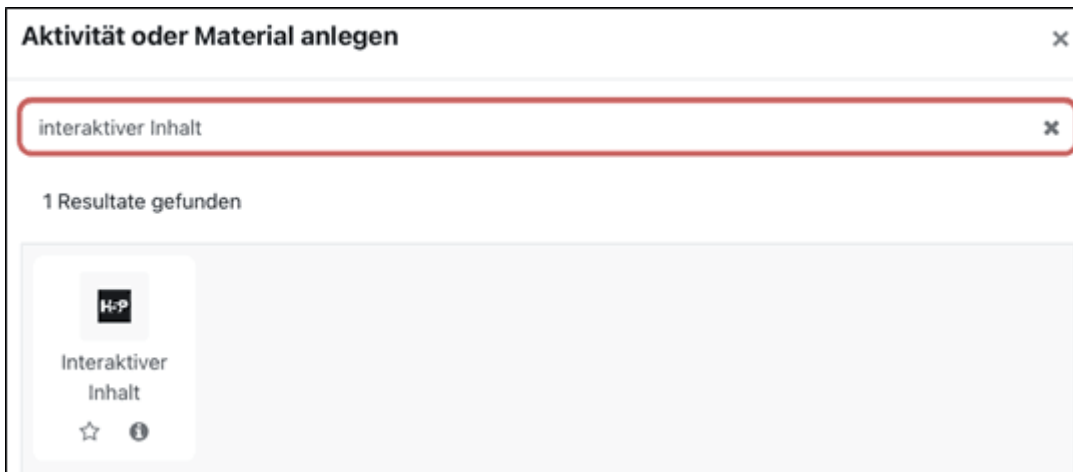 Aktivität oder Material anlegen
interaktiver Inhalt
1 Resultate gefunden
H5P
Interaktiver
Inhalt